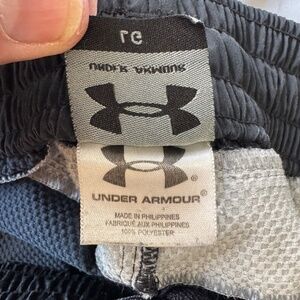 LG
UNDER ARMOUR
®
®
UNDER ARMOUR®
MADE IN PHILIPPINES
FABRIQUÉ AUX PHILIPPINES
100% POLYESTER